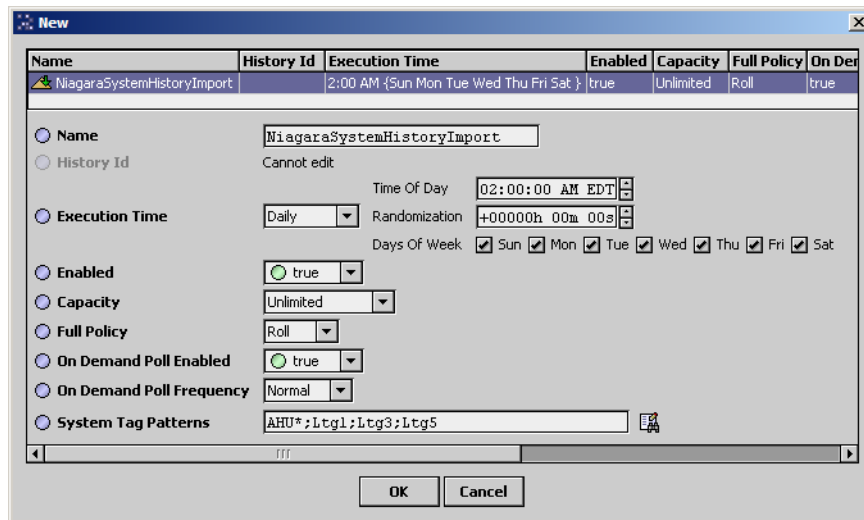 New
Name History Id Execution Time Enabled Capacity Full Policy On Der
NiagaraSystemHistoryImport 2:00 AM {Sun Mon Tue Wed Thu Fri Sat } true Unlimited Roll true
Name NiagaraSystemHistoryImport
History Id Cannot edit
Time Of Day 02:00:00 AM EDT
Execution Time Daily Randomization +00000h 00m 00s
Days Of Week Sun Mon Tue Wed Thu Fri Sat
Enabled true
Capacity Unlimited
Full Policy Roll
On Demand Poll Enabled true
On Demand Poll Frequency Normal
System Tag Patterns AHU*;Ltg1;Ltg3;Ltg5
OK Cancel